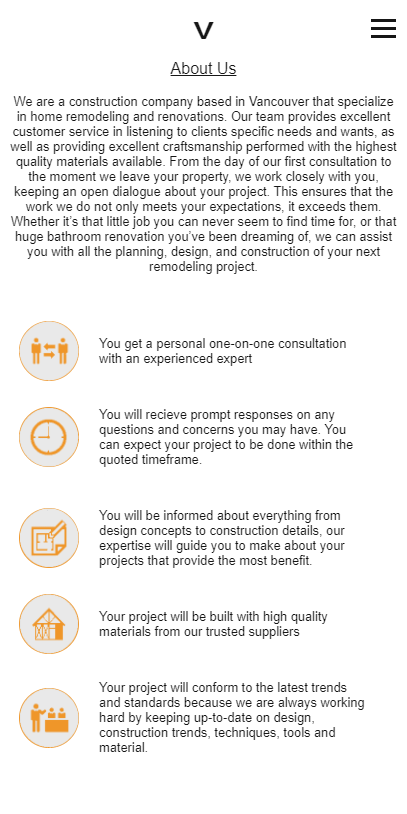 V
About Us
We are a construction company based in Vancouver that specialize
in home remodeling and renovations. Our team provides excellent
customer service in listening to clients specific needs and wants, as
well as providing excellent craftsmanship performed with the highest
quality materials available. From the day of our first consultation to
the moment we leave your property, we work closely with you,
keeping an open dialogue about your project. This ensures that the
work we do not only meets your expectations, it exceeds them.
Whether it's that little job you can never seem to find time for, or that
huge bathroom renovation you've been dreaming of, we can assist
you with all the planning, design, and construction of your next
remodeling project.
You get a personal one-on-one consultation
with an experienced expert
You will recieve prompt responses on any
questions and concerns you may have. You
can expect your project to be done within the
quoted timeframe.
You will be informed about everything from
design concepts to construction details, our
expertise will guide you to make about your
projects that provide the most benefit.
Your project will be built with high quality
materials from our trusted suppliers
Your project will conform to the latest trends
and standards because we are always working
hard by keeping up-to-date on design,
construction trends, techniques, tools and
material.